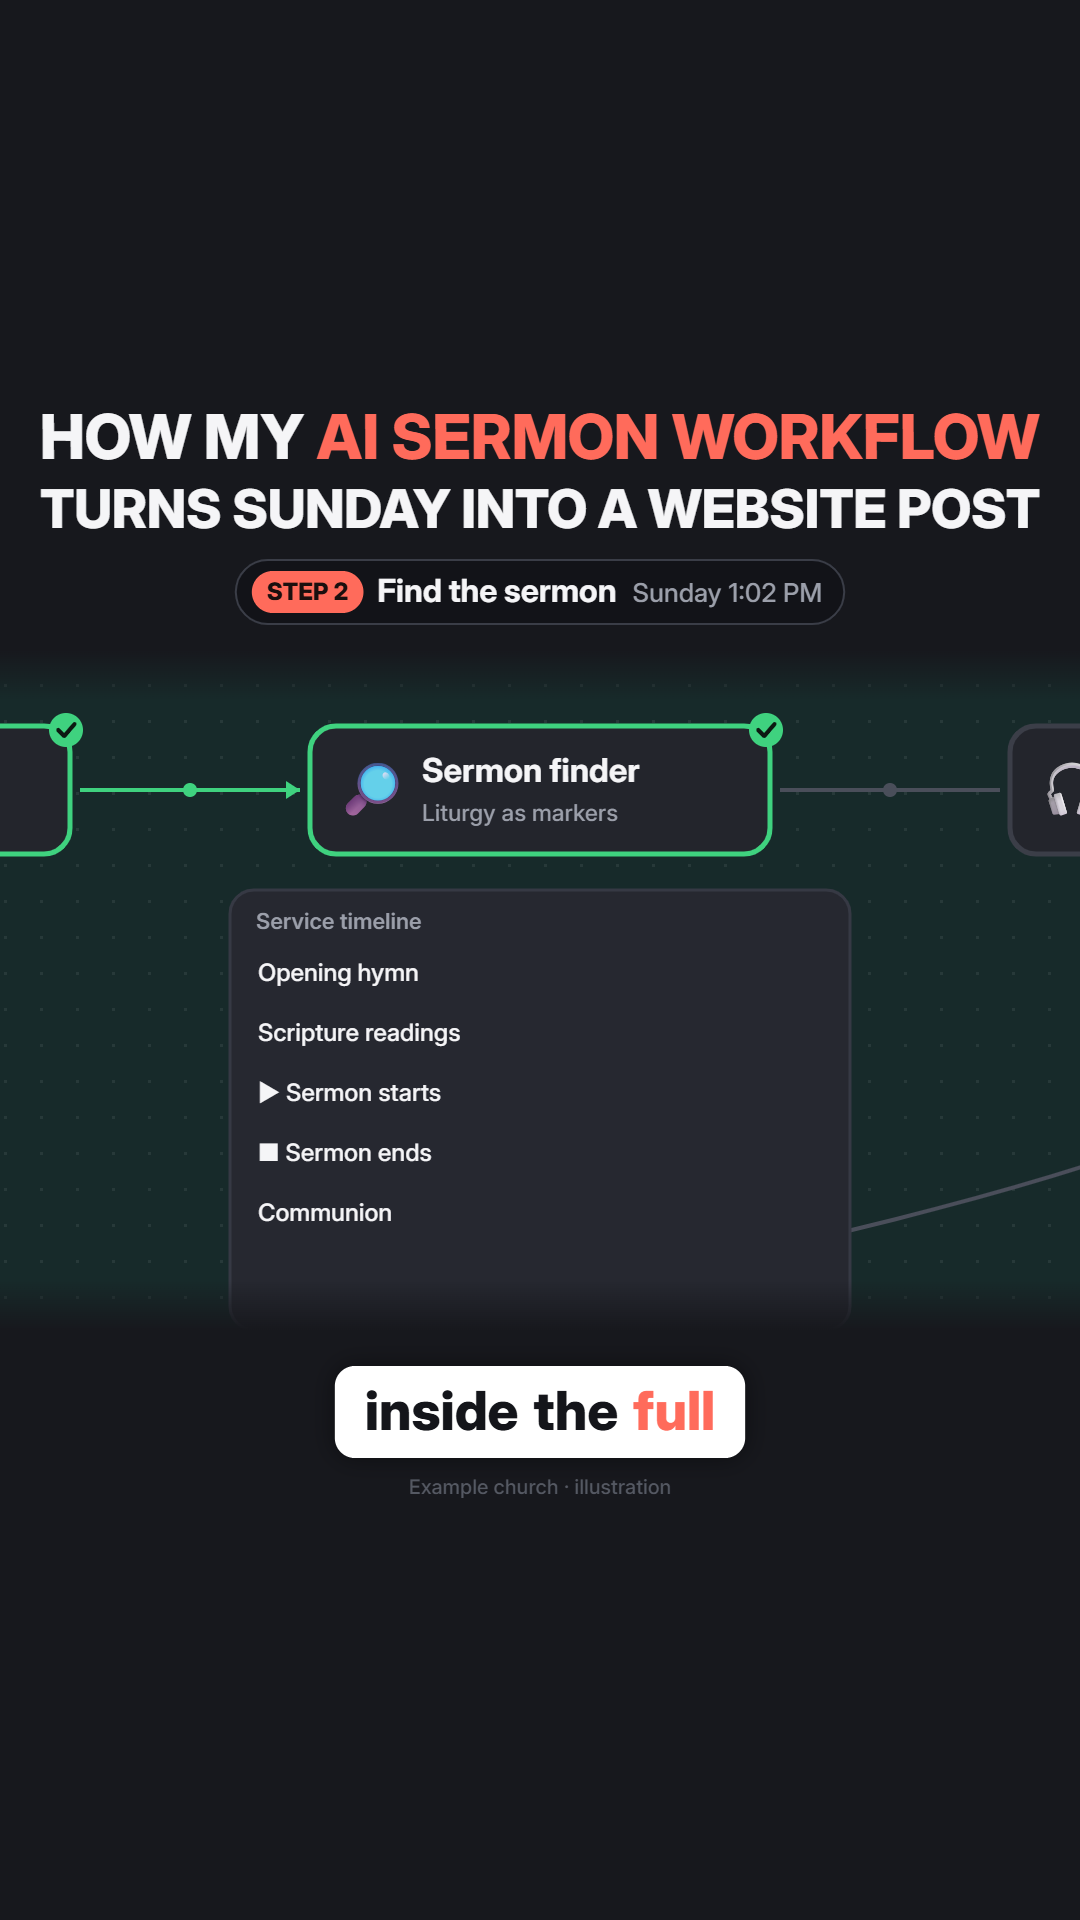 HOW MY AI SERMON WORKFLOW
TURNS SUNDAY INTO A WEBSITE POST
STEP 2 Find the sermon Sunday 1:02 PM
Sermon finder
Liturgy as markers
Service timeline
Opening hymn
Scripture readings
▶ Sermon starts
■ Sermon ends
Communion
inside the full
Example church · illustration